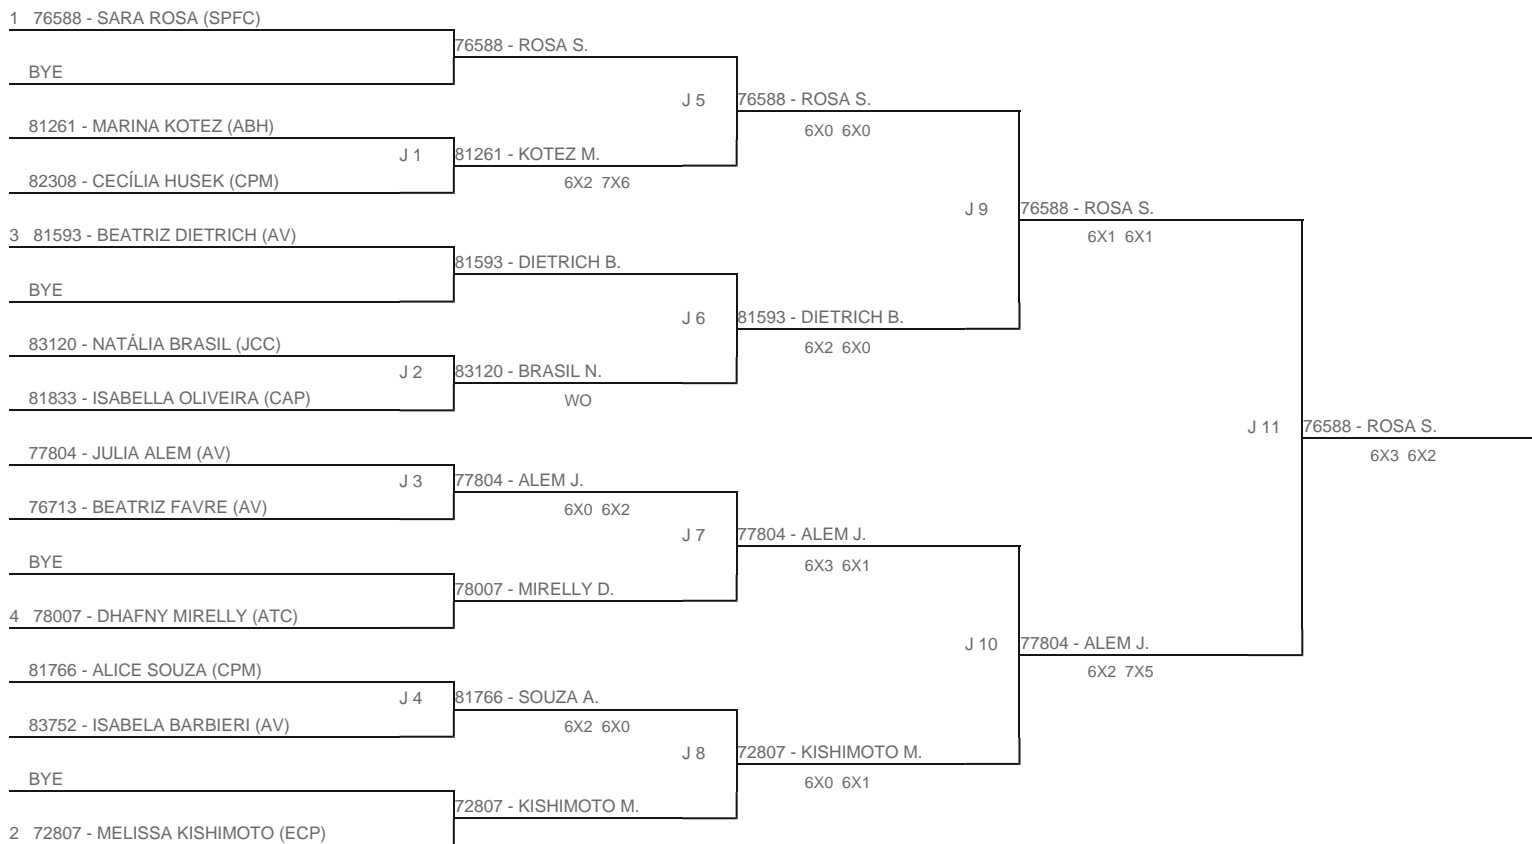 1 76588 - SARA ROSA (SPFC)
76588 - ROSA S.
BYE
J 5
76588 - ROSA S.
6X0 6X0
81261 - MARINA KOTEZ (ABH)
J 1
81261 - KOTEZ M.
6X2 7X6
82308 - CECÍLIA HUSEK (CPM)
J 9
76588 - ROSA S.
6X1 6X1
3 81593 - BEATRIZ DIETRICH (AV)
81593 - DIETRICH B.
BYE
J 6
81593 - DIETRICH B.
6X2 6X0
83120 - NATÁLIA BRASIL (JCC)
J 2
83120 - BRASIL N.
WO
81833 - ISABELLA OLIVEIRA (CAP)
J 11
76588 - ROSA S.
6X3 6X2
77804 - JULIA ALEM (AV)
J 3
77804 - ALEM J.
6X0 6X2
76713 - BEATRIZ FAVRE (AV)
J 7
77804 - ALEM J.
6X3 6X1
BYE
78007 - MIRELLY D.
4 78007 - DHAFNY MIRELLY (ATC)
J 10
77804 - ALEM J.
6X2 7X5
81766 - ALICE SOUZA (CPM)
J 4
81766 - SOUZA A.
6X2 6X0
83752 - ISABELA BARBIERI (AV)
J 8
72807 - KISHIMOTO M.
6X0 6X1
BYE
72807 - KISHIMOTO M.
2 72807 - MELISSA KISHIMOTO (ECP)